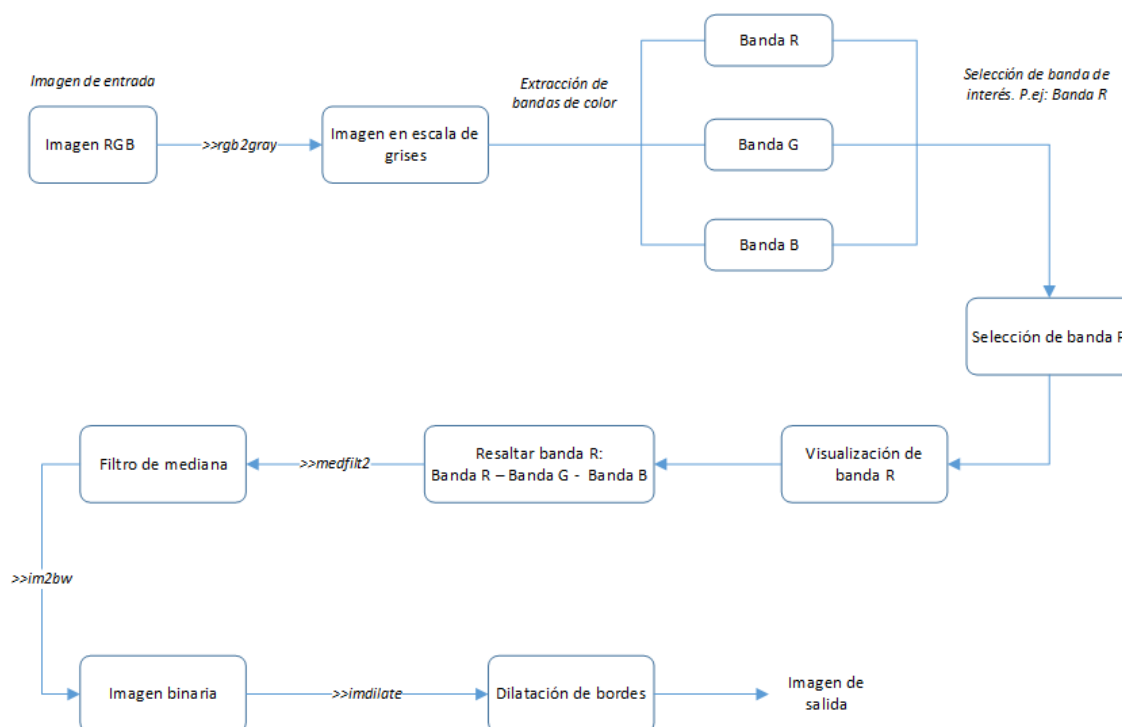 Imagen de entrada
Imagen RGB
>>rgb2gray
Imagen en escala de
grises
Extracción de
bandas de color
Banda R
Banda G
Banda B
Selección de banda de
interés. P.ej: Banda R
Selección de banda R
Visualización de
banda R
Resaltar banda R:
Banda R – Banda G - Banda B
>>medfilt2
Filtro de mediana
>>im2bw
Imagen binaria
>>imdilate
Dilatación de bordes
Imagen de
salida